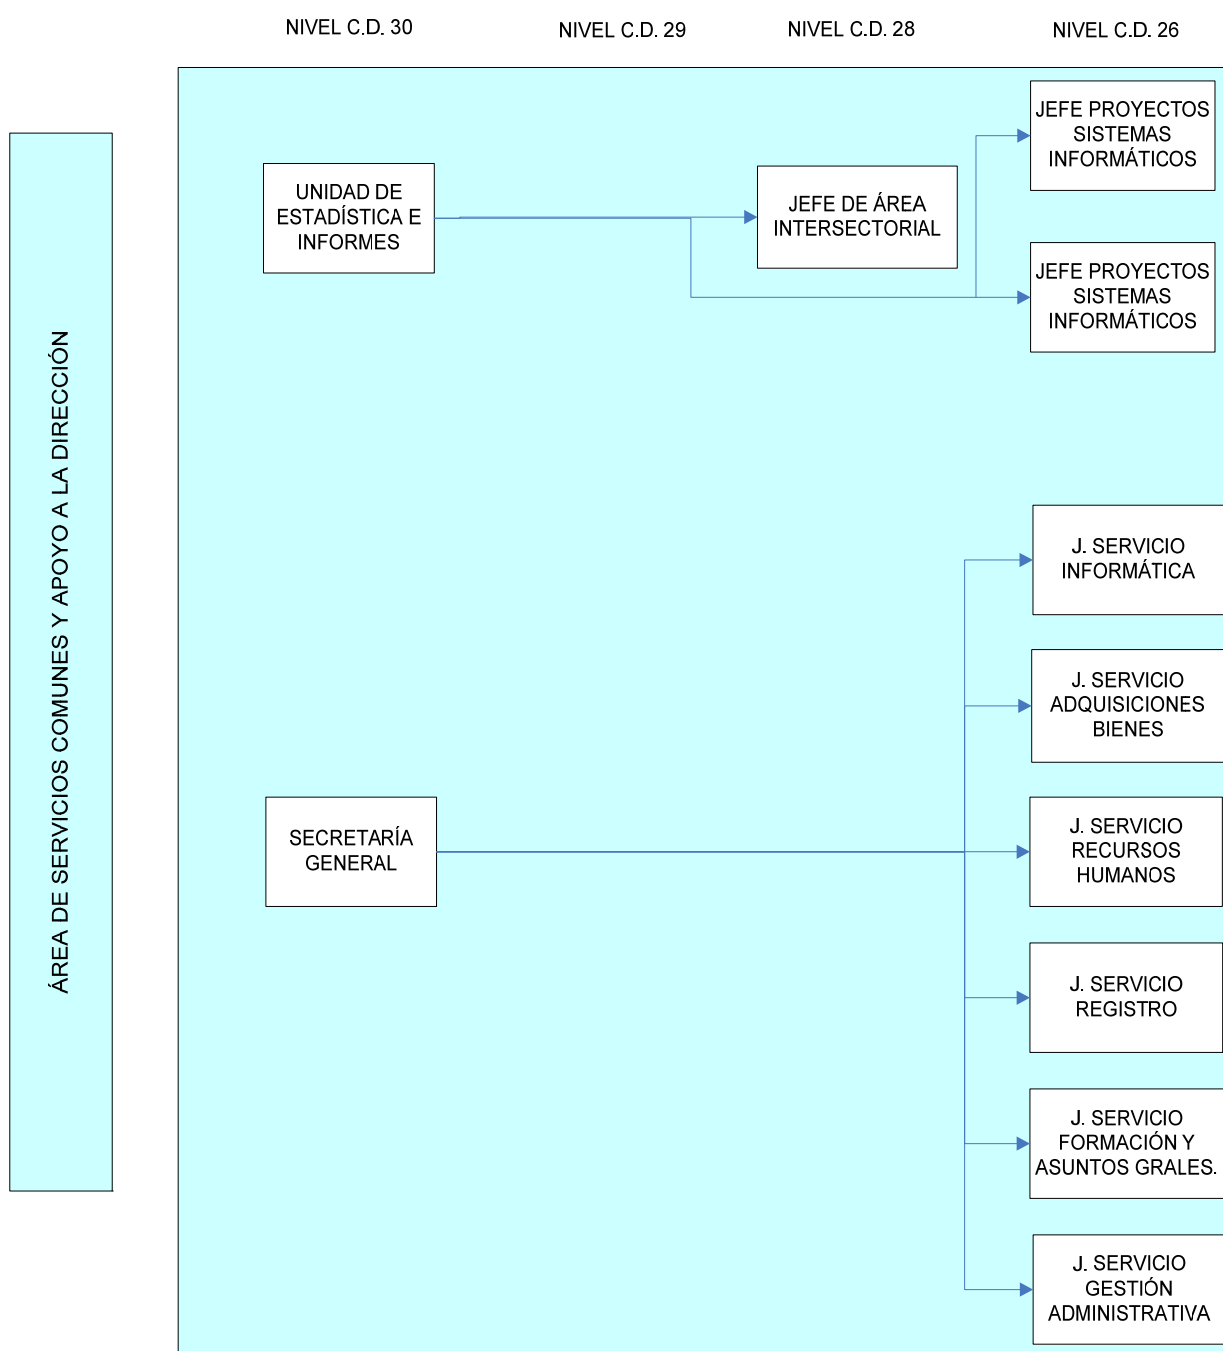 NIVEL C.D. 30
NIVEL C.D. 29
NIVEL C.D. 28
NIVEL C.D. 26
ÁREA DE SERVICIOS COMUNES Y APOYO A LA DIRECCIÓN
UNIDAD DE
ESTADÍSTICA E
INFORMES
JEFE DE ÁREA
INTERSECTORIAL
JEFE PROYECTOS
SISTEMAS
INFORMÁTICOS
JEFE PROYECTOS
SISTEMAS
INFORMÁTICOS
SECRETARÍA
GENERAL
J. SERVICIO
INFORMÁTICA
J. SERVICIO
ADQUISICIONES
BIENES
J. SERVICIO
RECURSOS
HUMANOS
J. SERVICIO
REGISTRO
J. SERVICIO
FORMACIÓN Y
ASUNTOS GRALES.
J. SERVICIO
GESTIÓN
ADMINISTRATIVA